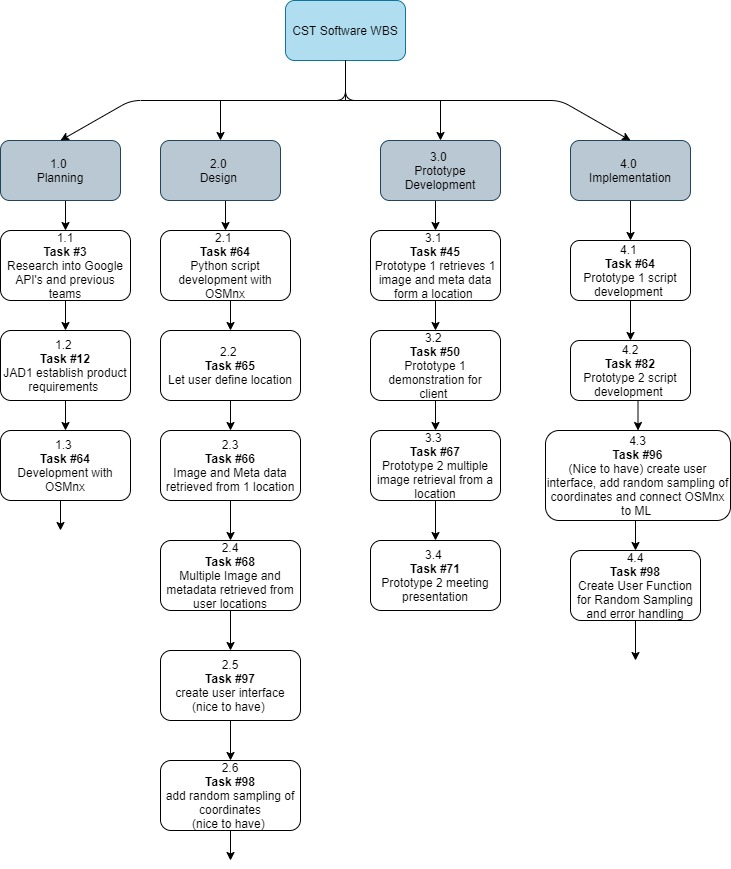 CST Software WBS
1.0
Planning
2.0
Design
3.0
Prototype
Development
4.0
Implementation
1.1
Task #3
Research into Google
API's and previous
teams
1.2
Task #12
JAD1 establish product
requirements
1.3
Task #64
Development with
OSMnx
2.1
Task #64
Python script
development with
OSMnx
2.2
Task #65
Let user define location
2.3
Task #66
Image and Meta data
retrieved from 1 location
2.4
Task #68
Multiple Image and
metadata retrieved from
user locations
2.5
Task #97
create user interface
(nice to have)
2.6
Task #98
add random sampling of
coordinates
(nice to have)
3.1
Task #45
Prototype 1 retrieves 1
image and meta data
form a location
3.2
Task #50
Prototype 1
demonstration for
client
3.3
Task #67
Prototype 2 multiple
image retrieval from a
location
3.4
Task #71
Prototype 2 meeting
presentation
4.1
Task #64
Prototype 1 script
development
4.2
Task #82
Prototype 2 script
development
4.3
Task #96
(Nice to have) create user
interface, add random sampling of
coordinates and connect OSMnx
to ML
4.4
Task #98
Create User Function
for Random Sampling
and error handling